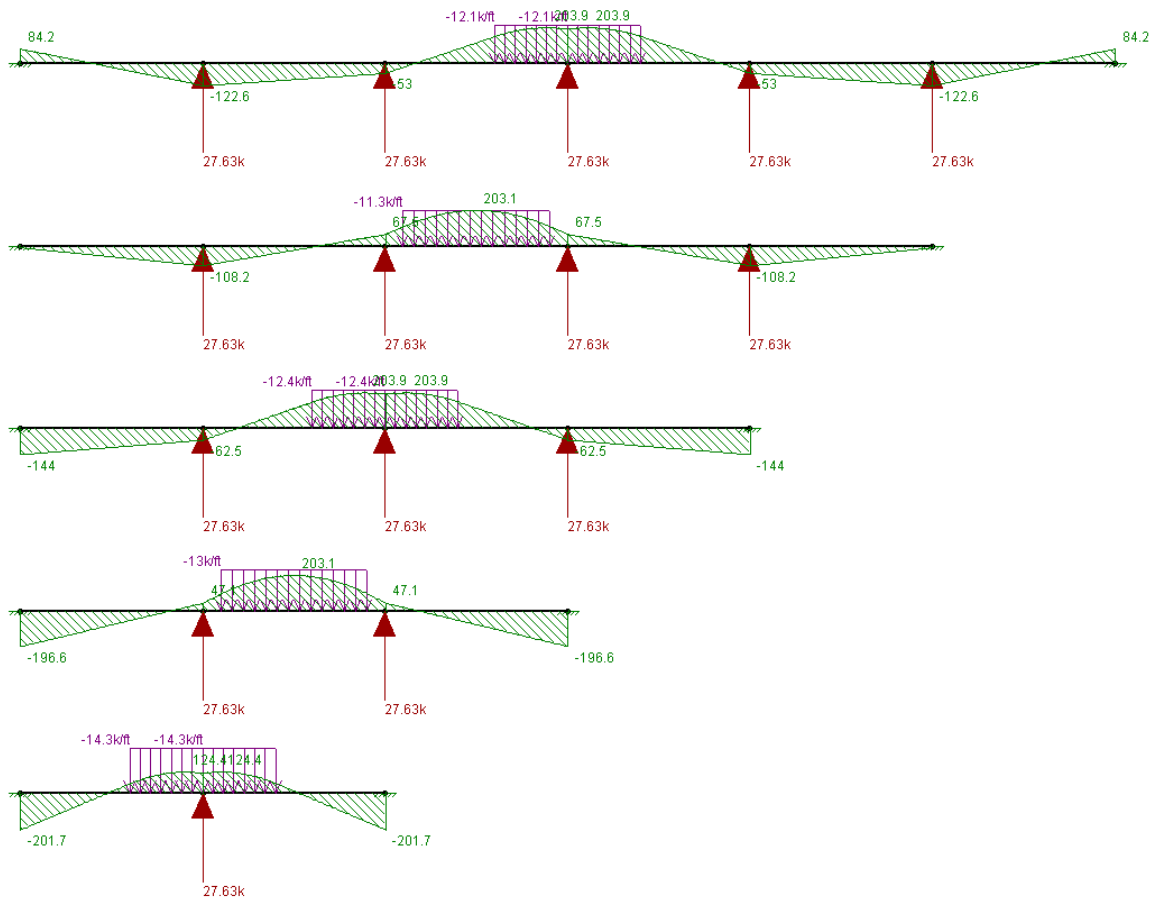 -12.1k/ft -12.1k/ft 203.9 203.9
84.2 84.2
-122.6 -53 -53 -122.6
27.63k 27.63k 27.63k 27.63k 27.63k
-11.3k/ft 203.1
67.5 67.5
-108.2 -108.2
27.63k 27.63k 27.63k 27.63k
-12.4k/ft -12.4k/ft 203.9 203.9
-144 62.5 62.5 -144
27.63k 27.63k 27.63k
-13k/ft 203.1
47.1
-196.6 -196.6
27.63k 27.63k
-14.3k/ft -14.3k/ft
124.4 124.4
-201.7 -201.7
27.63k